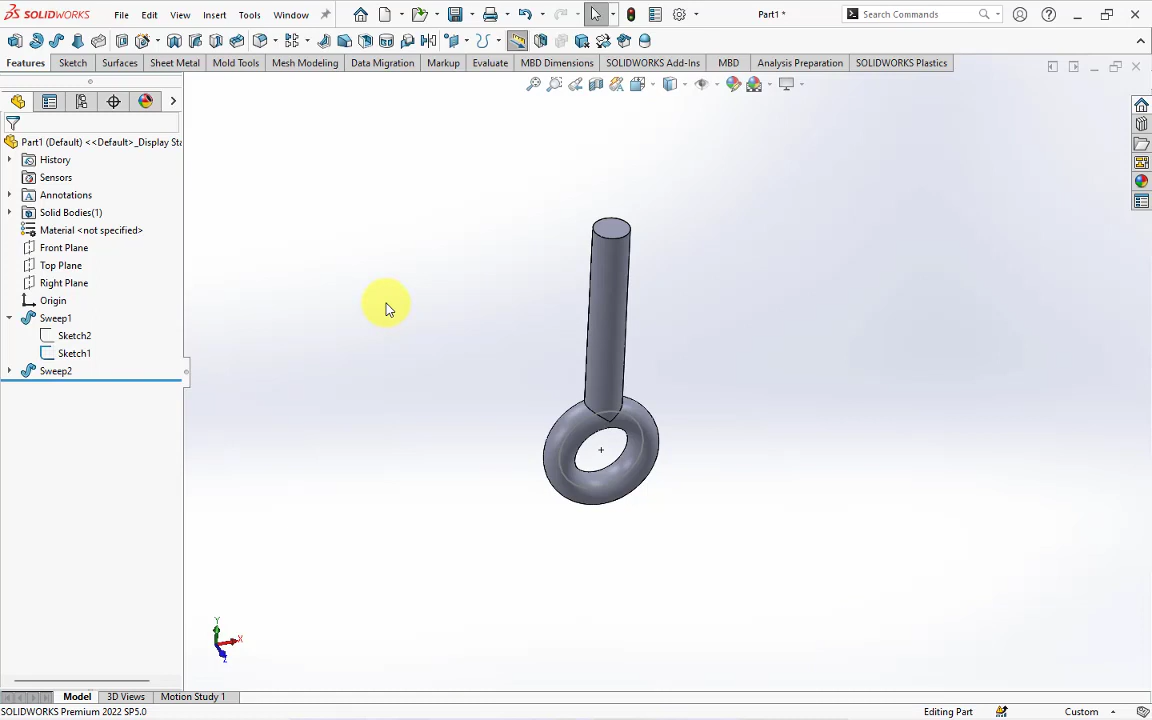 SOLIDWORKS File Edit View Insert Tools Window Part1 * Search Commands
Features Sketch Surfaces Sheet Metal Mold Tools Mesh Modeling Data Migration Markup Evaluate MBD Dimensions SOLIDWORKS Add-Ins MBD Analysis Preparation SOLIDWORKS Plastics
Part1 (Default) <<Default>_Display Sta
History
Sensors
Annotations
Solid Bodies(1)
Material <not specified>
Front Plane
Top Plane
Right Plane
Origin
Sweep1
Sketch2
Sketch1
Sweep2
Y
X
Z
Model 3D Views Motion Study 1
SOLIDWORKS Premium 2022 SP5.0 Editing Part Custom